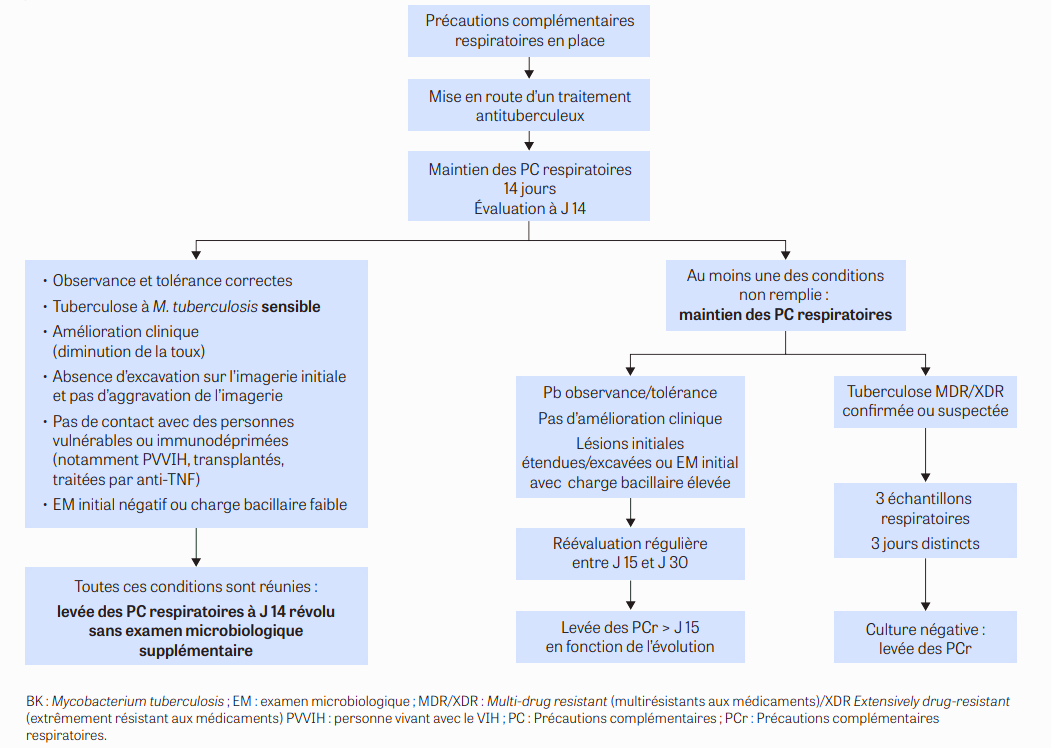 Précautions complémentaires
respiratoires en place
Mise en route d’un traitement
antituberculeux
Maintien des PC respiratoires
14 jours
Évaluation à J 14
• Observance et tolérance correctes
• Tuberculose à M. tuberculosis sensible
• Amélioration clinique
(diminution de la toux)
• Absence d’excavation sur l’imagerie initiale
et pas d’aggravation de l’imagerie
• Pas de contact avec des personnes
vulnérables ou immunodéprimées
(notamment PVVIH, transplantés,
traitées par anti-TNF)
• EM initial négatif ou charge bacillaire faible
Toutes ces conditions sont réunies :
levée des PC respiratoires à J 14 révolu
sans examen microbiologique
supplémentaire
Au moins une des conditions
non remplie :
maintien des PC respiratoires
Pb observance/tolérance
Pas d’amélioration clinique
Lésions initiales
étendues/excavées ou EM initial
avec charge bacillaire élevée
Réévaluation régulière
entre J 15 et J 30
Levée des PCr > J 15
en fonction de l’évolution
Tuberculose MDR/XDR
confirmée ou suspectée
3 échantillons
respiratoires
3 jours distincts
Culture négative :
levée des PCr
BK : Mycobacterium tuberculosis ; EM : examen microbiologique ; MDR/XDR : Multi-drug resistant (multirésistants aux médicaments)/XDR Extensively drug-resistant
(extrêmement résistant aux médicaments) PVVIH : personne vivant avec le VIH ; PC : Précautions complémentaires ; PCr : Précautions complémentaires
respiratoires.